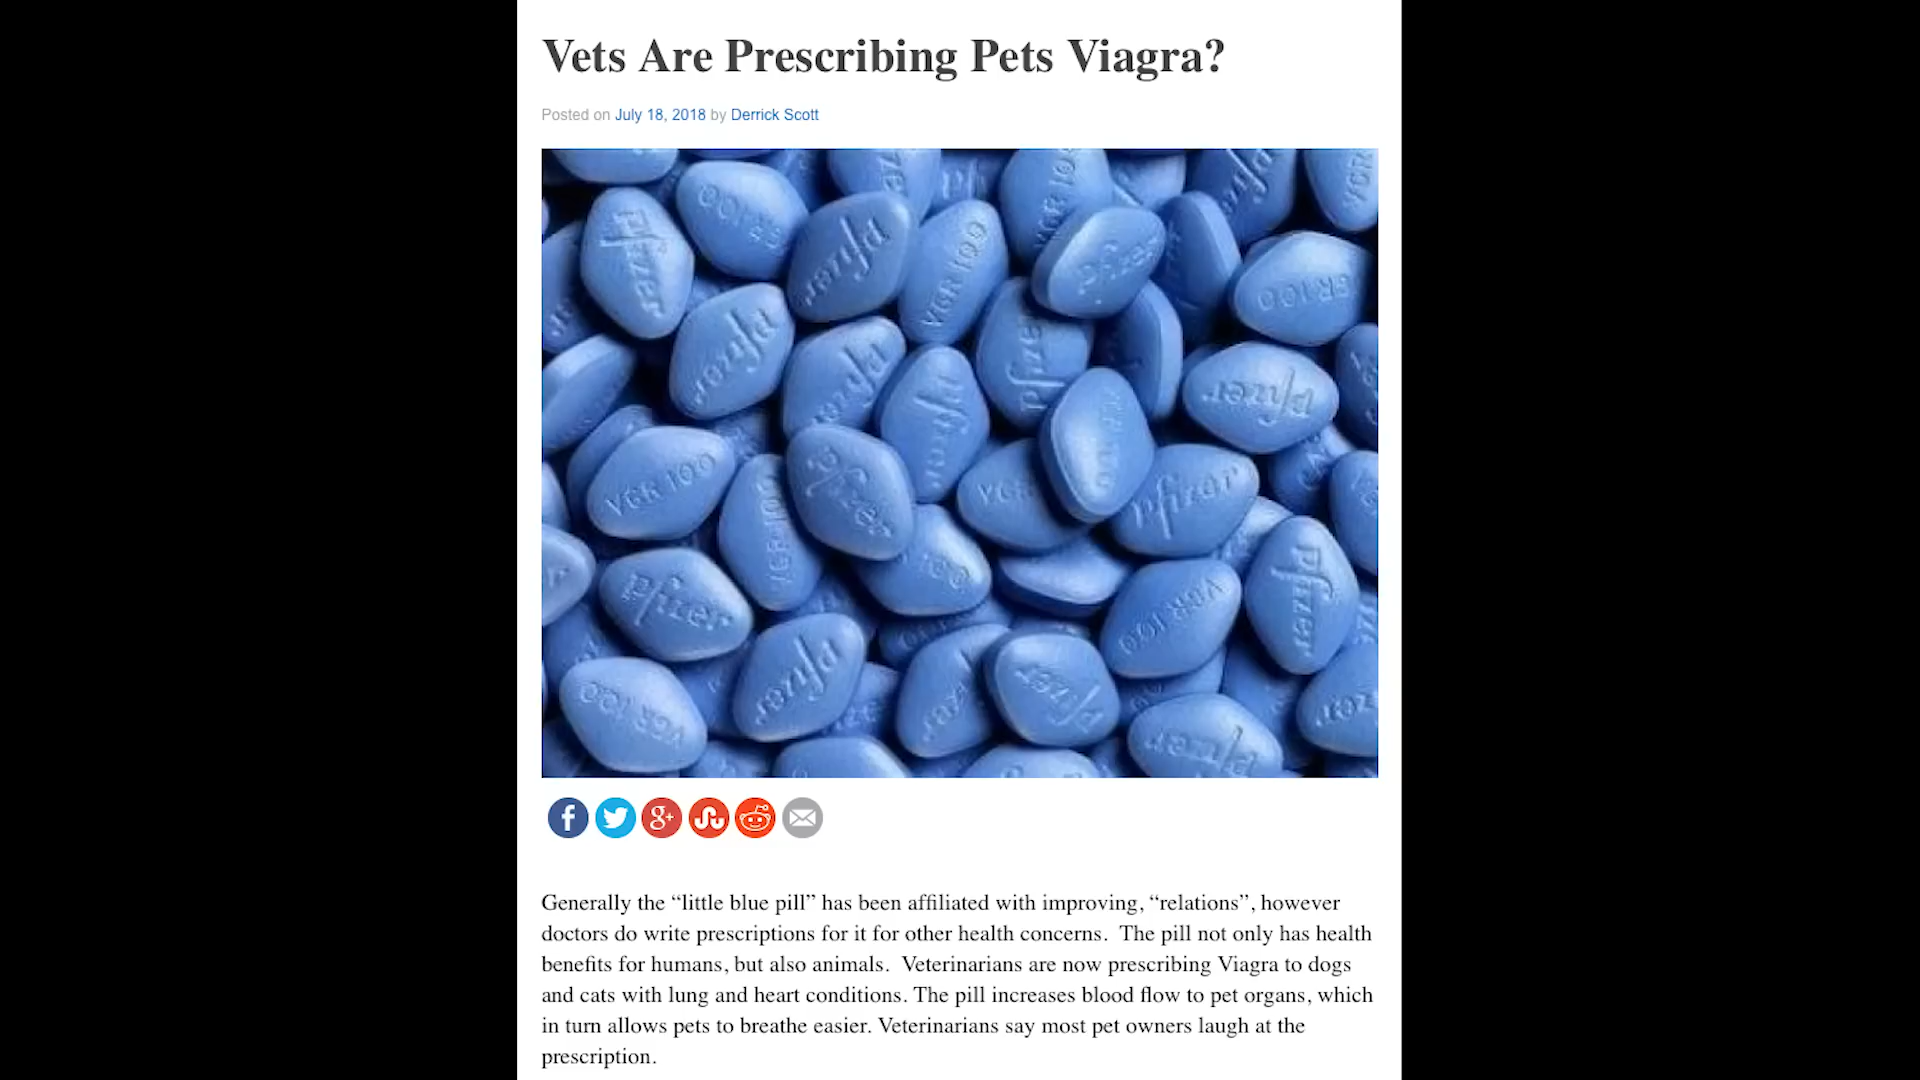 Vets Are Prescribing Pets Viagra?
Posted on July 18, 2018 by Derrick Scott
Pfizer
VGR 100
Generally the “little blue pill” has been affiliated with improving, “relations”, however
doctors do write prescriptions for it for other health concerns.  The pill not only has health
benefits for humans, but also animals.  Veterinarians are now prescribing Viagra to dogs
and cats with lung and heart conditions. The pill increases blood flow to pet organs, which
in turn allows pets to breathe easier. Veterinarians say most pet owners laugh at the
prescription.